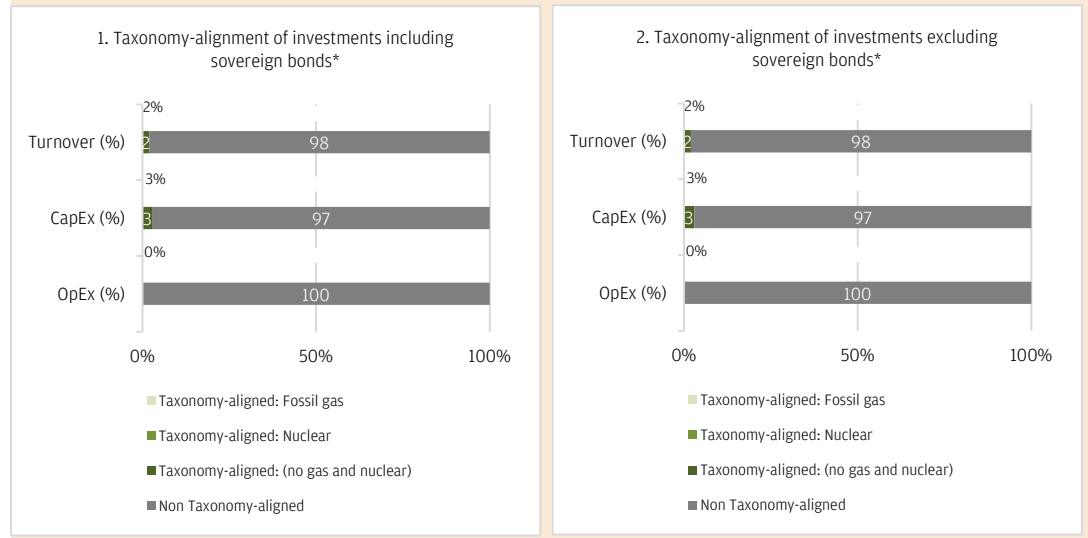 1. Taxonomy-alignment of investments including
sovereign bonds*
2%
Turnover (%)
2
98
3%
CapEx (%)
3
97
0%
OpEx (%)
100
0%
50%
100%
Taxonomy-aligned: Fossil gas
Taxonomy-aligned: Nuclear
Taxonomy-aligned: (no gas and nuclear)
Non Taxonomy-aligned
2. Taxonomy-alignment of investments excluding
sovereign bonds*
2%
Turnover (%)
2
98
3%
CapEx (%)
3
97
0%
OpEx (%)
100
0%
50%
100%
Taxonomy-aligned: Fossil gas
Taxonomy-aligned: Nuclear
Taxonomy-aligned: (no gas and nuclear)
Non Taxonomy-aligned